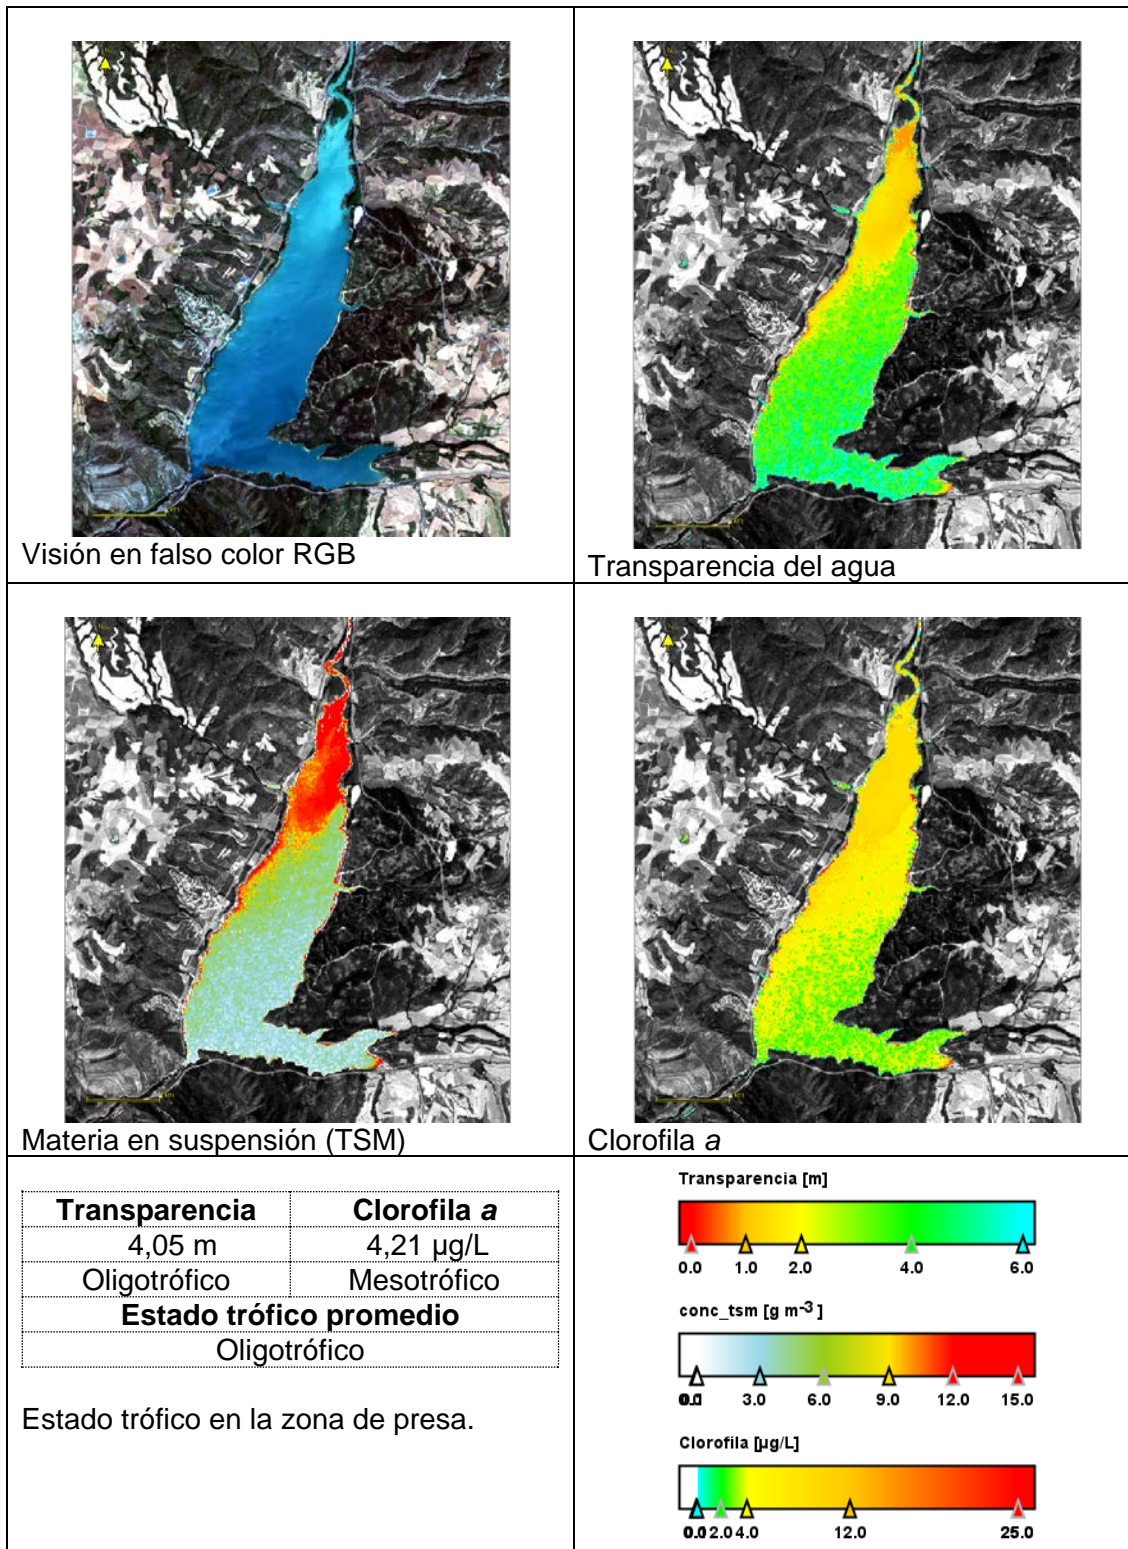 Visión en falso color RGB
Transparencia del agua
Materia en suspensión (TSM)
Clorofila a
Transparencia Clorofila a
4,05 m 4,21 µg/L
Oligotrófico Mesotrófico
Estado trófico promedio
Oligotrófico
Estado trófico en la zona de presa.
Transparencia [m]
0.0 1.0 2.0 4.0 6.0
conc_tsm [g m-3]
3.0 6.0 9.0 12.0 15.0
Clorofila [µg/L]
2.0 4.0 12.0 25.0